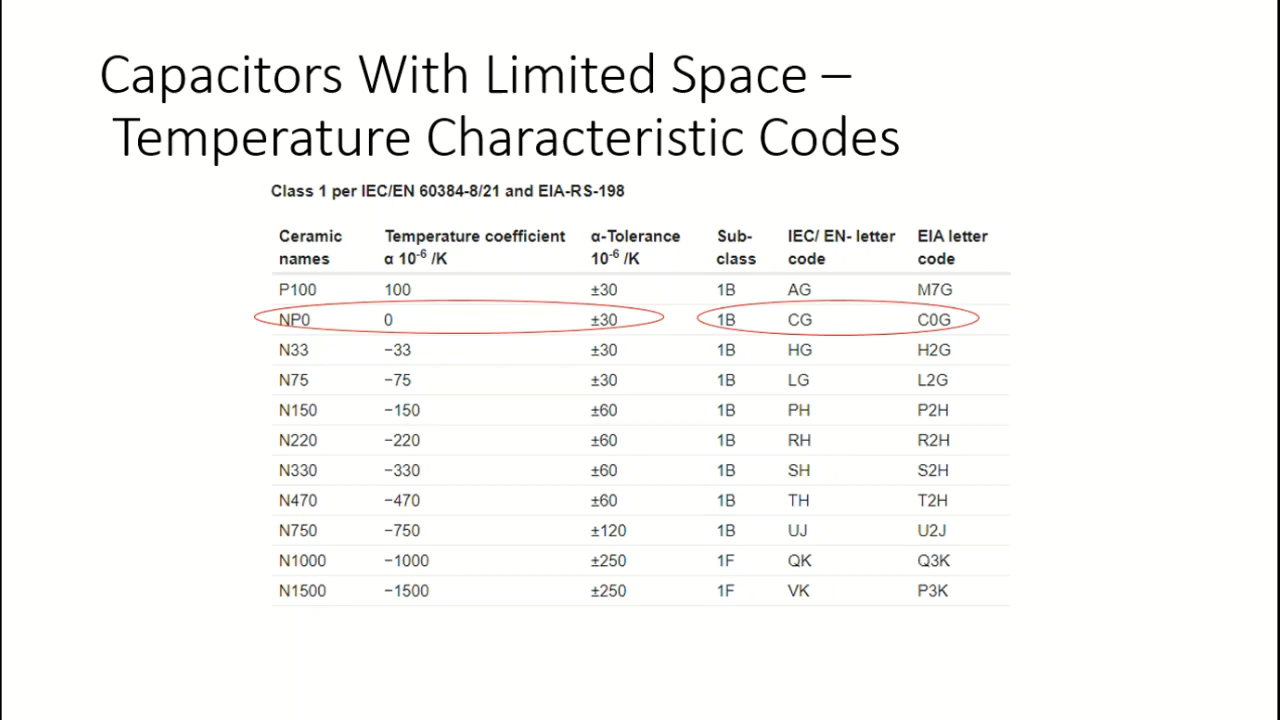 Capacitors With Limited Space –
Temperature Characteristic Codes
Class 1 per IEC/EN 60384-8/21 and EIA-RS-198
Ceramic names Temperature coefficient α 10⁻⁶ /K α-Tolerance 10⁻⁶ /K Sub-class IEC/ EN- letter code EIA letter code
P100 100 ±30 1B AG M7G
NP0 0 ±30 1B CG C0G
N33 −33 ±30 1B HG H2G
N75 −75 ±30 1B LG L2G
N150 −150 ±60 1B PH P2H
N220 −220 ±60 1B RH R2H
N330 −330 ±60 1B SH S2H
N470 −470 ±60 1B TH T2H
N750 −750 ±120 1B UJ U2J
N1000 −1000 ±250 1F QK Q3K
N1500 −1500 ±250 1F VK P3K